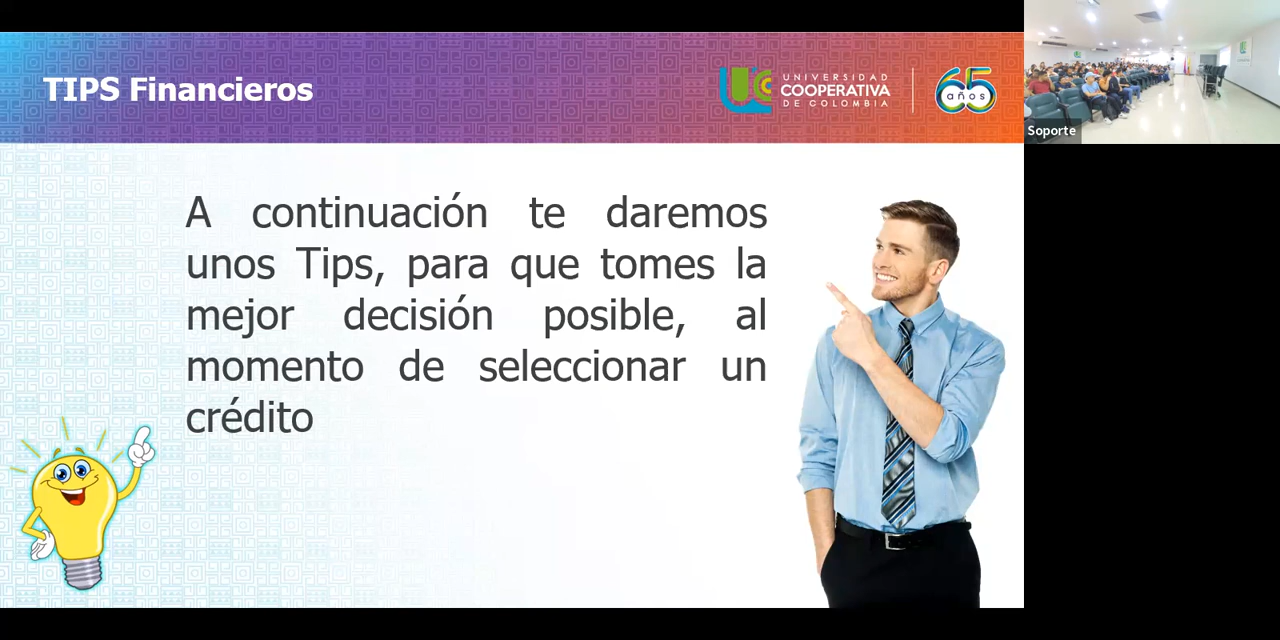 TIPS Financieros
UNIVERSIDAD
COOPERATIVA
DE COLOMBIA
65
años
Soporte
A continuación te daremos
unos Tips, para que tomes la
mejor decisión posible, al
momento de seleccionar un
crédito